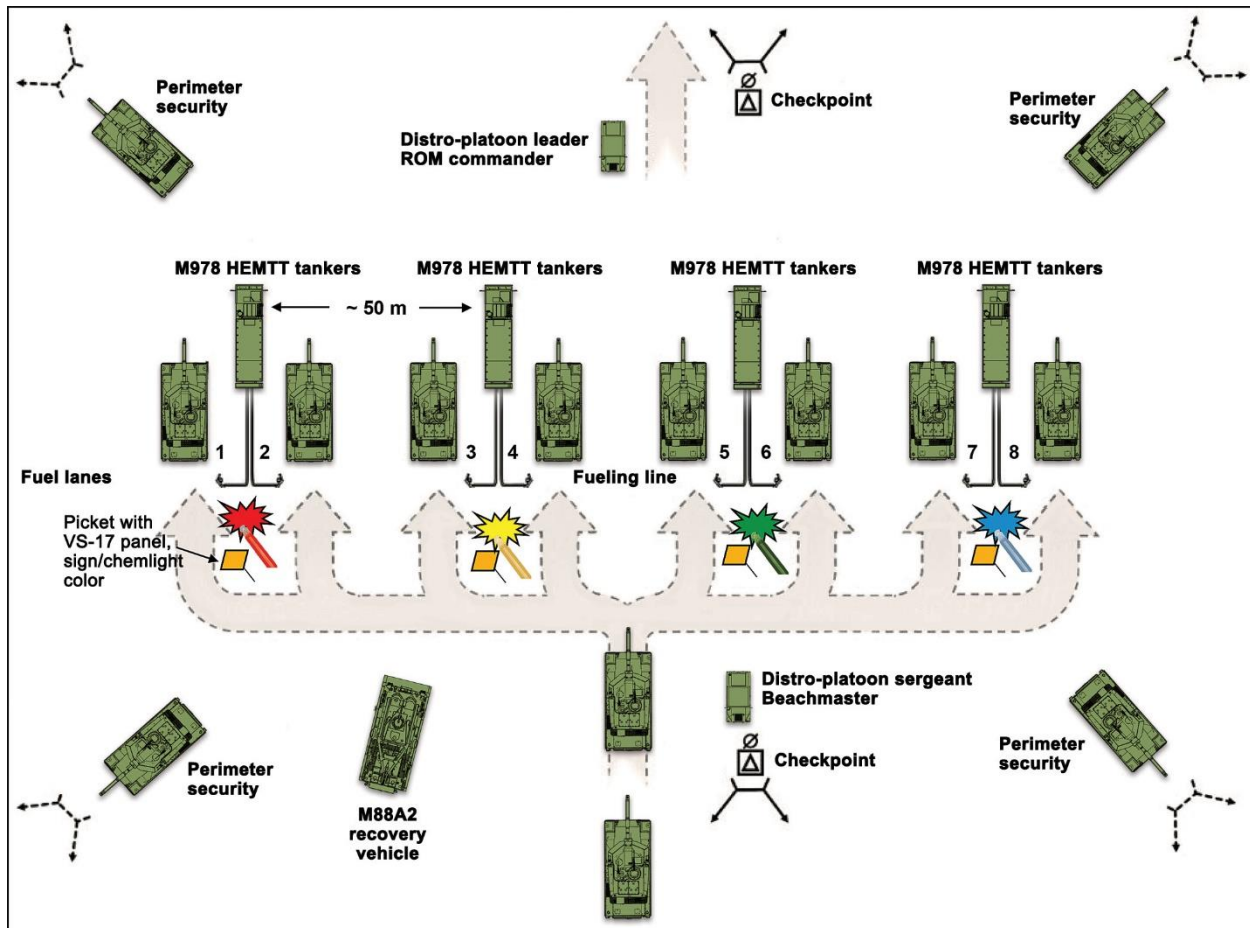 Perimeter
security
Distro-platoon leader
ROM commander
Checkpoint
Perimeter
security
M978 HEMTT tankers
M978 HEMTT tankers
M978 HEMTT tankers
M978 HEMTT tankers
~ 50 m
1 2
3 4
5 6
7 8
Fuel lanes
Fueling line
Picket with
VS-17 panel,
sign/chemlight
color
Distro-platoon sergeant
Beachmaster
Checkpoint
Perimeter
security
Perimeter
security
M88A2
recovery
vehicle